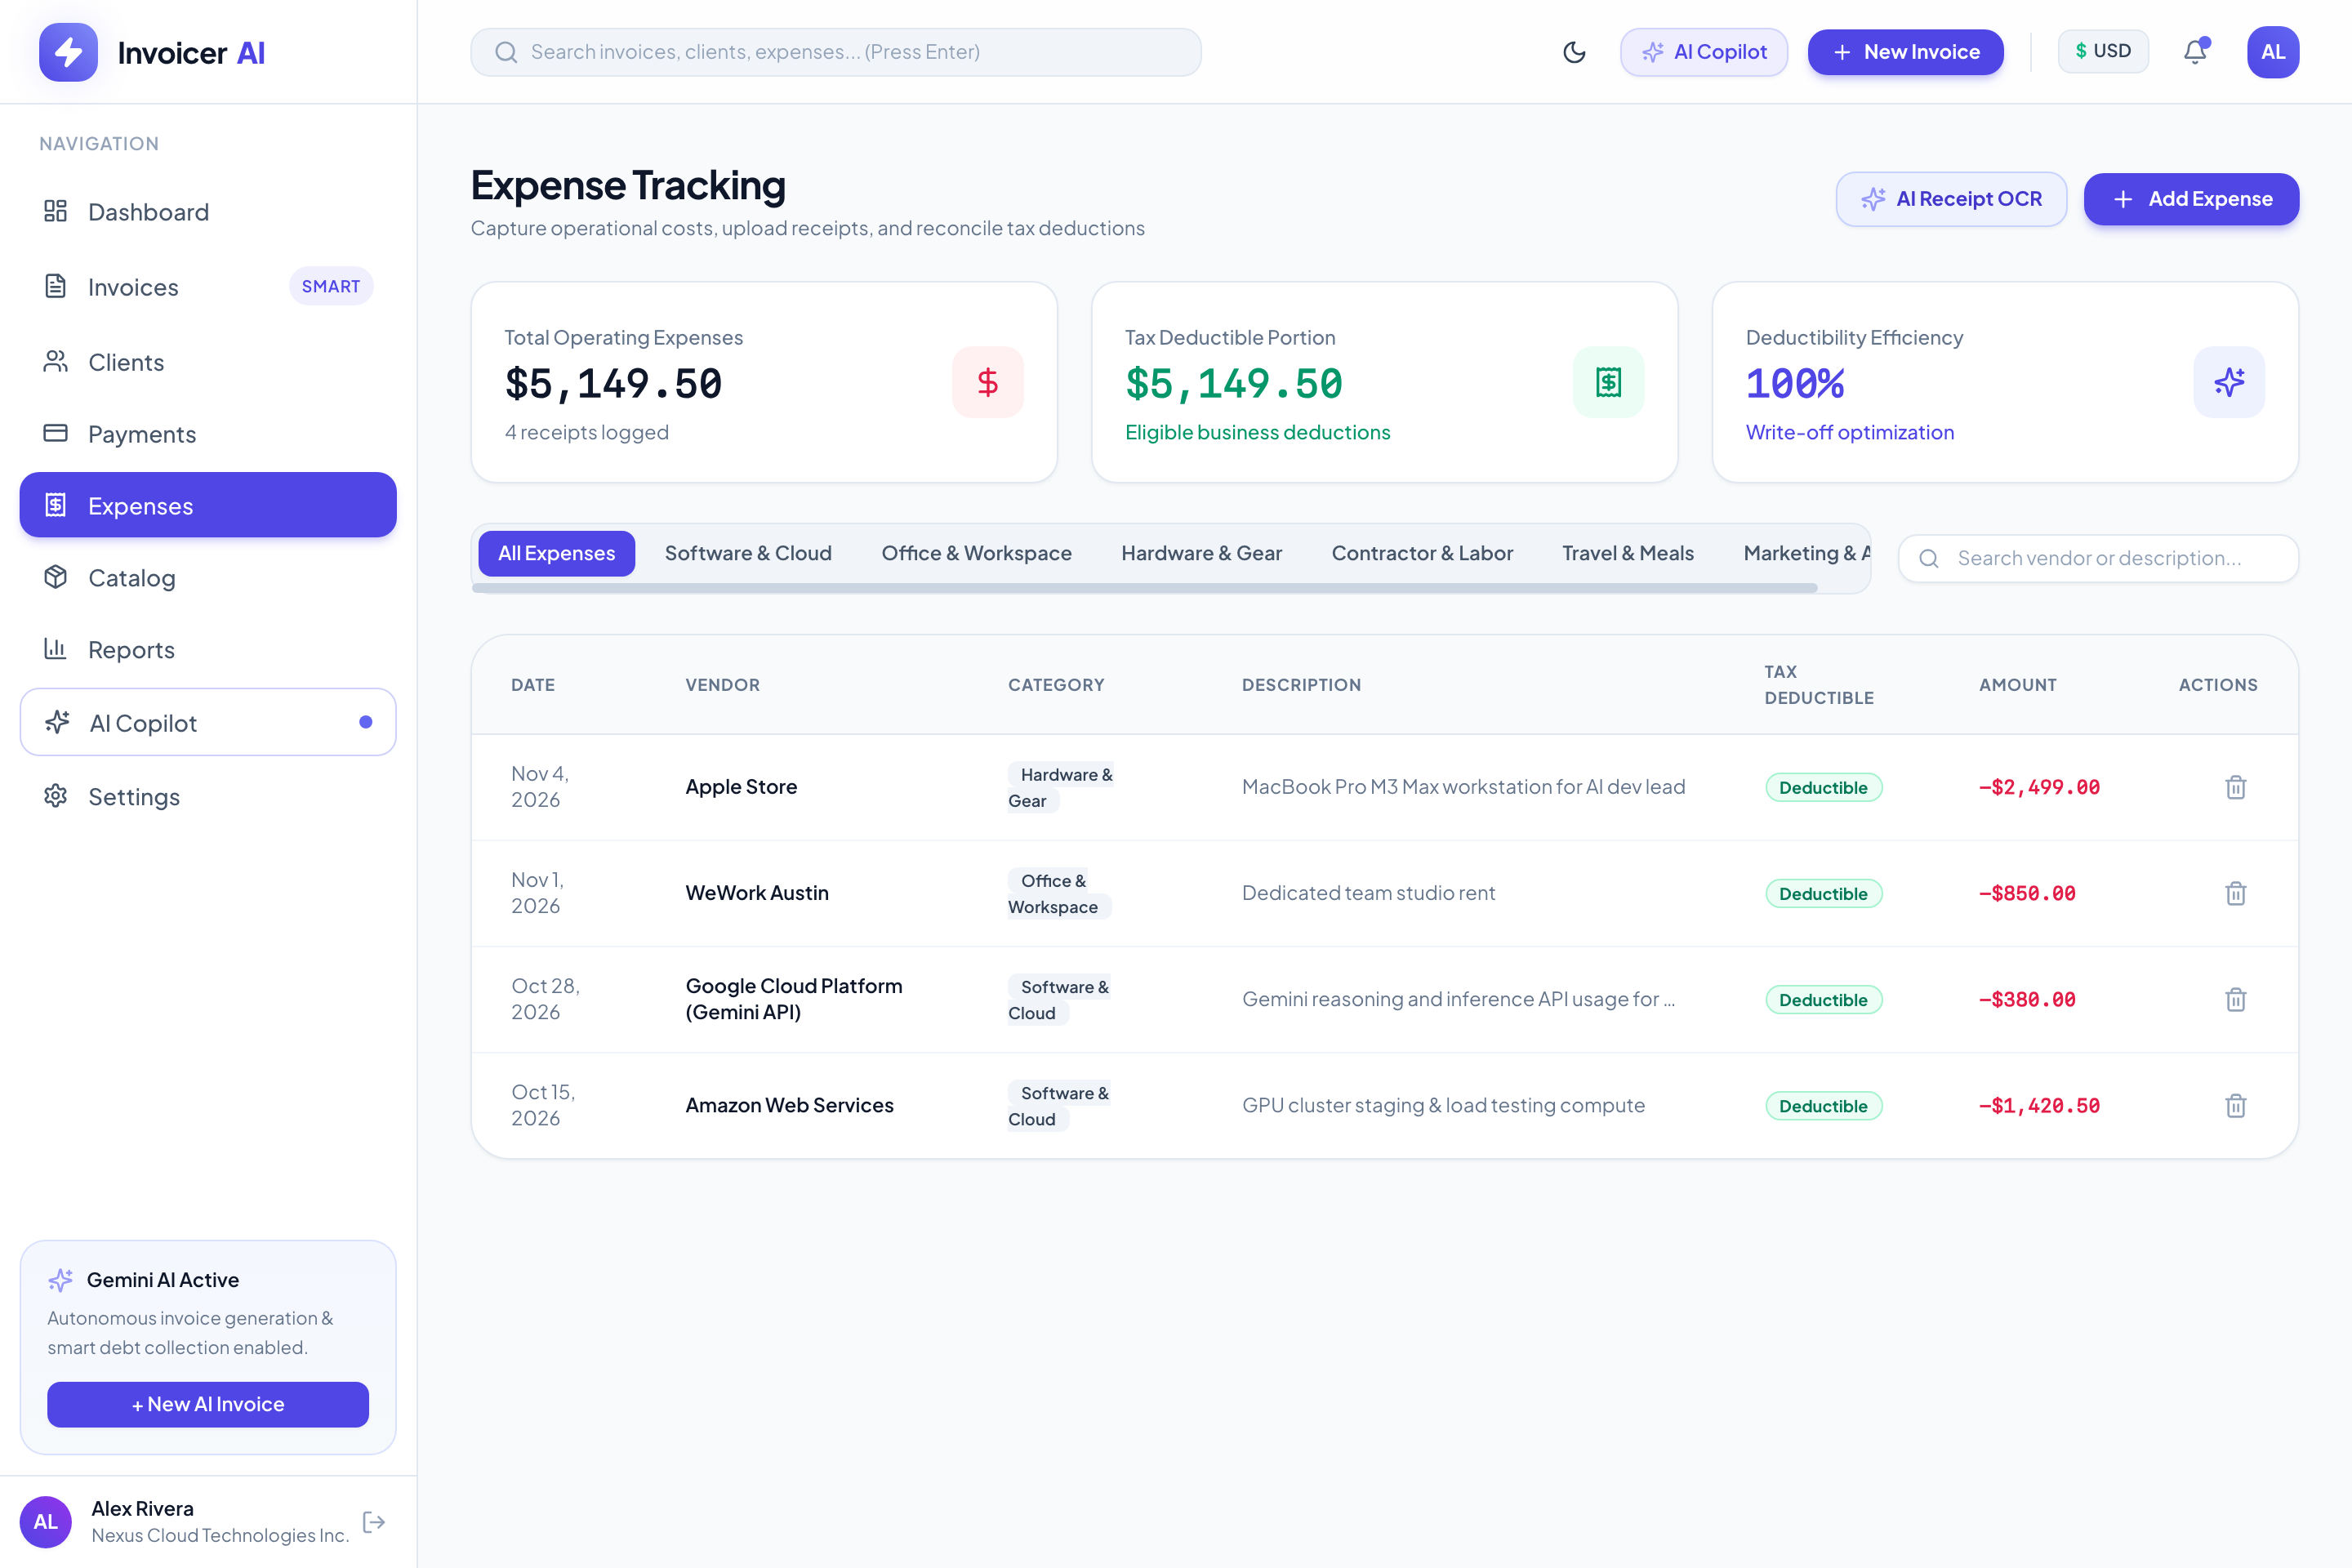 Invoicer AI
Search invoices, clients, expenses... (Press Enter)
AI Copilot
New Invoice
$ USD
AL
NAVIGATION
Dashboard
Invoices
SMART
Clients
Payments
Expenses
Catalog
Reports
AI Copilot
Settings
Gemini AI Active
Autonomous invoice generation &
smart debt collection enabled.
+ New AI Invoice
AL
Alex Rivera
Nexus Cloud Technologies Inc.
Expense Tracking
Capture operational costs, upload receipts, and reconcile tax deductions
AI Receipt OCR
Add Expense
Total Operating Expenses
$5,149.50
4 receipts logged
Tax Deductible Portion
$5,149.50
Eligible business deductions
Deductibility Efficiency
100%
Write-off optimization
All Expenses
Software & Cloud
Office & Workspace
Hardware & Gear
Contractor & Labor
Travel & Meals
Marketing & A
Search vendor or description...
DATE
VENDOR
CATEGORY
DESCRIPTION
TAX
DEDUCTIBLE
AMOUNT
ACTIONS
Nov 4,
2026
Apple Store
Hardware &
Gear
MacBook Pro M3 Max workstation for AI dev lead
Deductible
−$2,499.00
Nov 1,
2026
WeWork Austin
Office &
Workspace
Dedicated team studio rent
Deductible
−$850.00
Oct 28,
2026
Google Cloud Platform
(Gemini API)
Software &
Cloud
Gemini reasoning and inference API usage for ...
Deductible
−$380.00
Oct 15,
2026
Amazon Web Services
Software &
Cloud
GPU cluster staging & load testing compute
Deductible
−$1,420.50